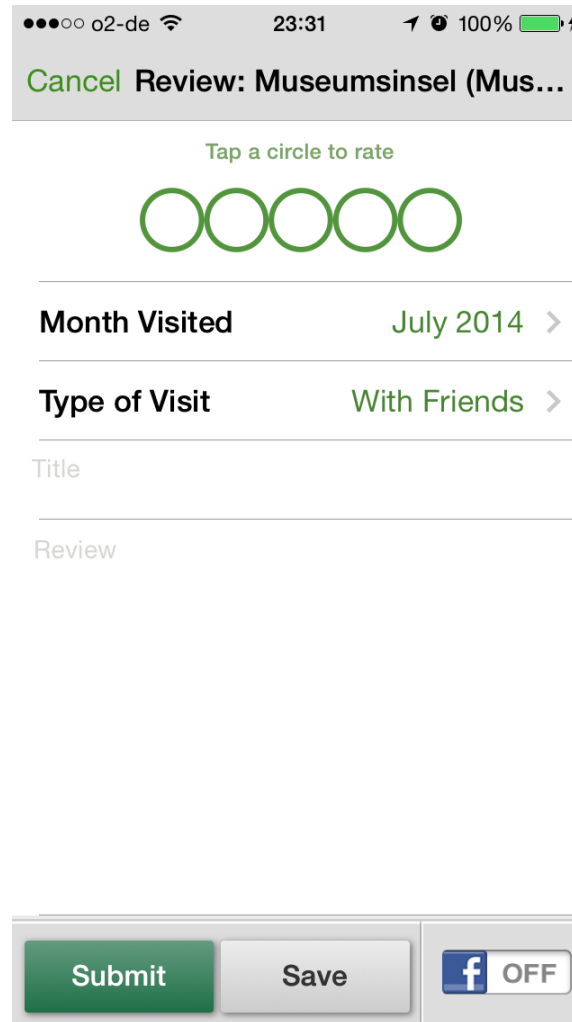 o2-de 23:31 100%
Cancel Review: Museumsinsel (Mus...
Tap a circle to rate
Month Visited July 2014
Type of Visit With Friends
Title
Review
Submit Save f OFF